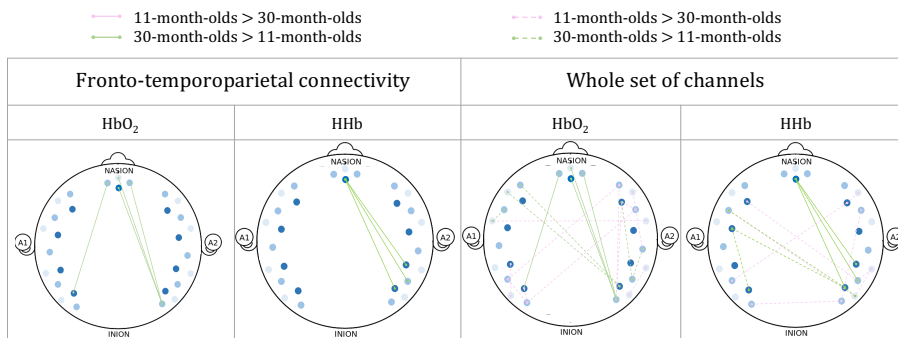 11-month-olds > 30-month-olds
30-month-olds > 11-month-olds
11-month-olds > 30-month-olds
30-month-olds > 11-month-olds
Fronto-temporoparietal connectivity
Whole set of channels
HbO₂
HHb
HbO₂
HHb
NASION
A1
A2
INION
NASION
A1
A2
INION
NASION
A1
A2
INION
NASION
A1
A2
INION